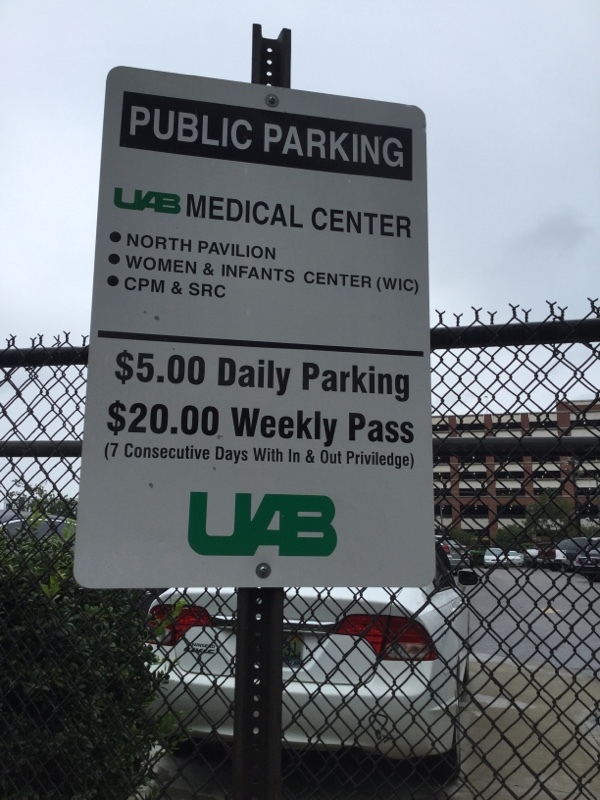 PUBLIC PARKING
UAB MEDICAL CENTER
• NORTH PAVILION
• WOMEN & INFANTS CENTER (WIC)
• CPM & SRC
$5.00 Daily Parking
$20.00 Weekly Pass
(7 Consecutive Days With In & Out Priviledge)
UAB